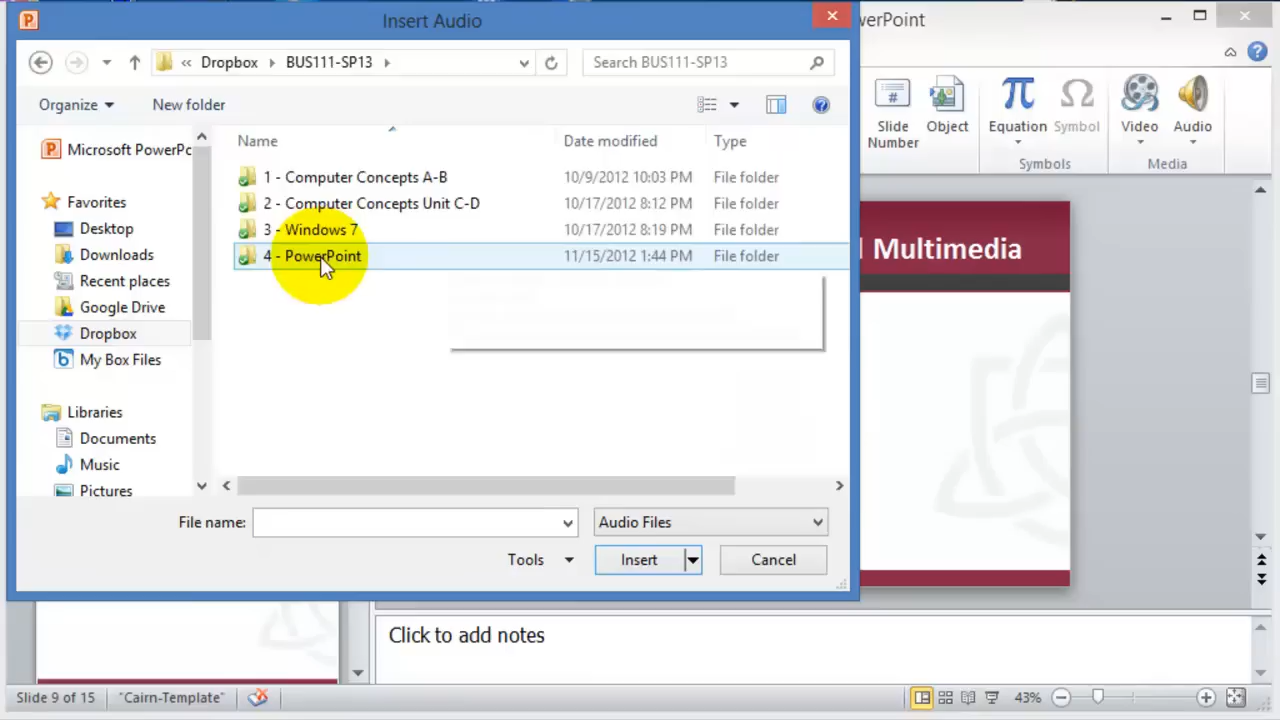 Insert Audio
werPoint
Dropbox
BUS111-SP13
Search BUS111-SP13
Organize
New folder
Slide
Number
Object
Equation
Symbol
Video
Audio
Symbols
Media
Microsoft PowerPc
Favorites
Desktop
Downloads
Recent places
Google Drive
Dropbox
My Box Files
Libraries
Documents
Music
Pictures
Name
Date modified
Type
1 - Computer Concepts A-B
10/9/2012 10:03 PM
File folder
2 - Computer Concepts Unit C-D
10/17/2012 8:12 PM
File folder
3 - Windows 7
10/17/2012 8:19 PM
File folder
4 - PowerPoint
11/15/2012 1:44 PM
File folder
Multimedia
File name:
Audio Files
Tools
Insert
Cancel
Click to add notes
Slide 9 of 15
"Cairn-Template"
43%